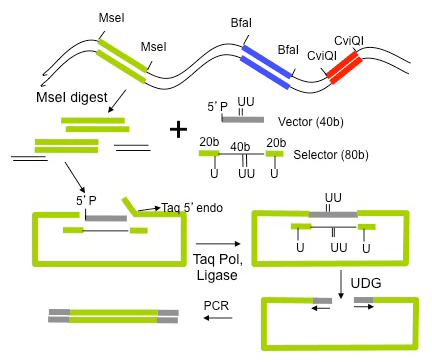 MseI
MseI
BfaI
BfaI
CviQI
CviQI
MseI digest
5' P
UU
Vector (40b)
20b
40b
20b
Selector (80b)
U
UU
U
5' P
Taq 5' endo
UU
U
UU
U
Taq Pol,
Ligase
UDG
PCR